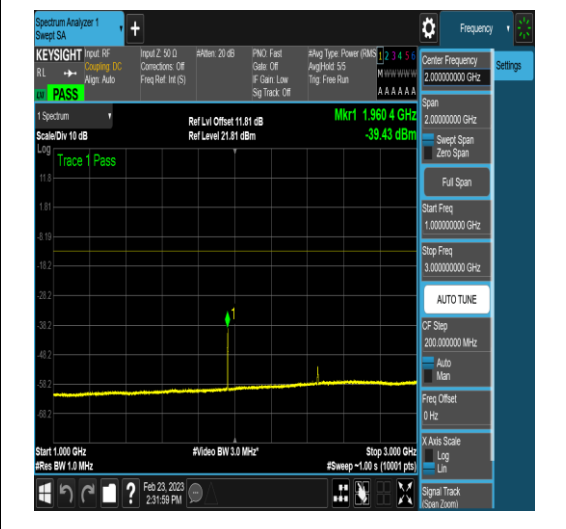 Spectrum Analyzer 1
Swept SA
+
Frequency
KEYSIGHT
RL
Input: RF
Coupling: DC
Align: Auto
Input Z: 50 Ω
Corrections: Off
Freq Ref: Int (S)
#Atten: 20 dB
PNO: Fast
Gate: Off
IF Gain: Low
Sig Track: Off
#Avg Type: Power (RMS)
Avg|Hold: 5/5
Trig: Free Run
1 2 3 4 5 6
M W W W W W
A A A A A A
PASS
1 Spectrum
Scale/Div 10 dB
Ref Lvl Offset 11.81 dB
Ref Level 21.81 dBm
Mkr1 1.960 4 GHz
-39.43 dBm
Log
Trace 1 Pass
11.8
1.81
-8.19
-18.2
-28.2
-38.2
-48.2
-58.2
-68.2
1
Start 1.000 GHz
#Res BW 1.0 MHz
#Video BW 3.0 MHz*
Stop 3.000 GHz
#Sweep ~1.00 s (10001 pts)
Feb 23, 2023
2:31:59 PM
?
Center Frequency
2.000000000 GHz
Settings
Span
2.00000000 GHz
Swept Span
Zero Span
Full Span
Start Freq
1.000000000 GHz
Stop Freq
3.000000000 GHz
AUTO TUNE
CF Step
200.000000 MHz
Auto
Man
Freq Offset
0 Hz
X Axis Scale
Log
Lin
Signal Track
(Span Zoom)